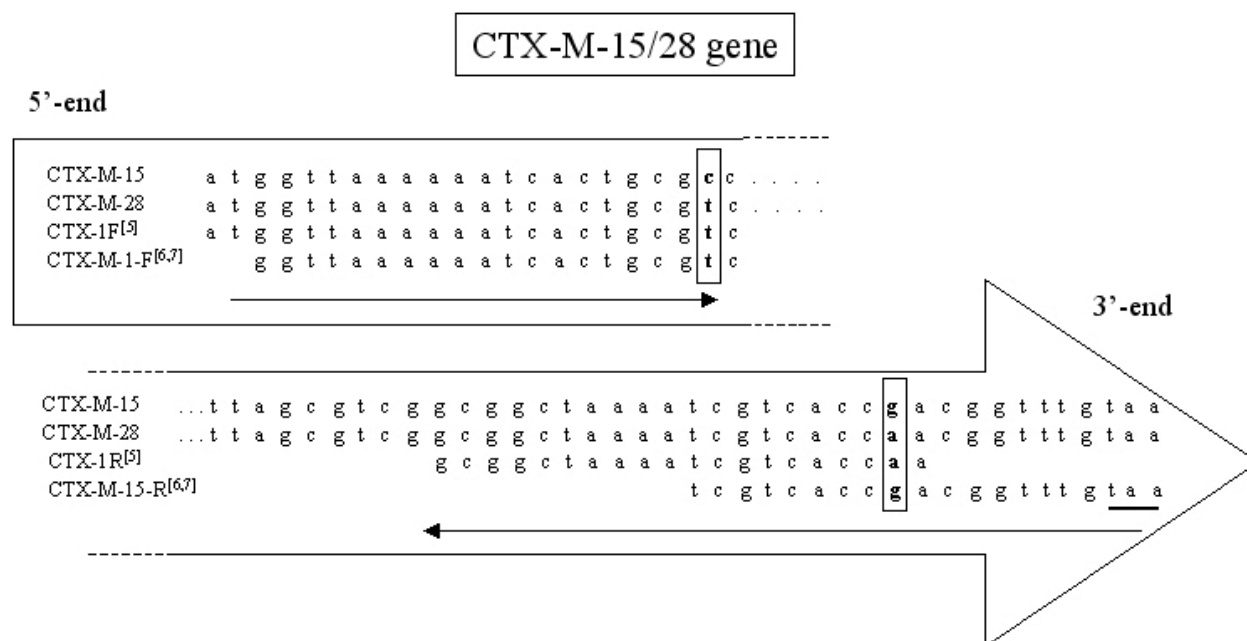 CTX-M-15/28 gene
5’-end
CTX-M-15 a t g g t t a a a a a a t c a c t g c g c c . . . .
CTX-M-28 a t g g t t a a a a a a t c a c t g c g t c . . . .
CTX-1F[5] a t g g t t a a a a a a t c a c t g c g t c
CTX-M-1-F[6,7] g g t t a a a a a a t c a c t g c g t c
3’-end
CTX-M-15 ...t t a g c g t c g g c g g c t a a a a t c g t c a c c g a c g g t t t g t a a
CTX-M-28 ...t t a g c g t c g g c g g c t a a a a t c g t c a c c a a c g g t t t g t a a
CTX-1R[5] g c g g c t a a a a t c g t c a c c a a
CTX-M-15-R[6,7] t c g t c a c c g a c g g t t t g t a a